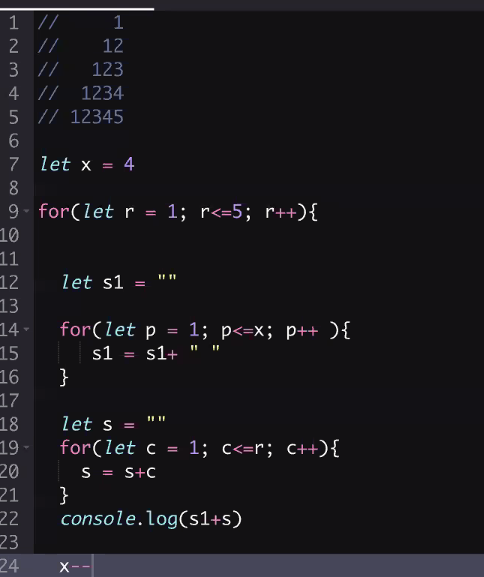 1 //     1
2 //    12
3 //   123
4 //  1234
5 // 12345
6
7 let x = 4
8
9 for(let r = 1; r<=5; r++){
10
11
12   let s1 = ""
13
14   for(let p = 1; p<=x; p++ ){
15      s1 = s1+ " "
16   }
17
18   let s = ""
19   for(let c = 1; c<=r; c++){
20     s = s+c
21   }
22   console.log(s1+s)
23
24   x--